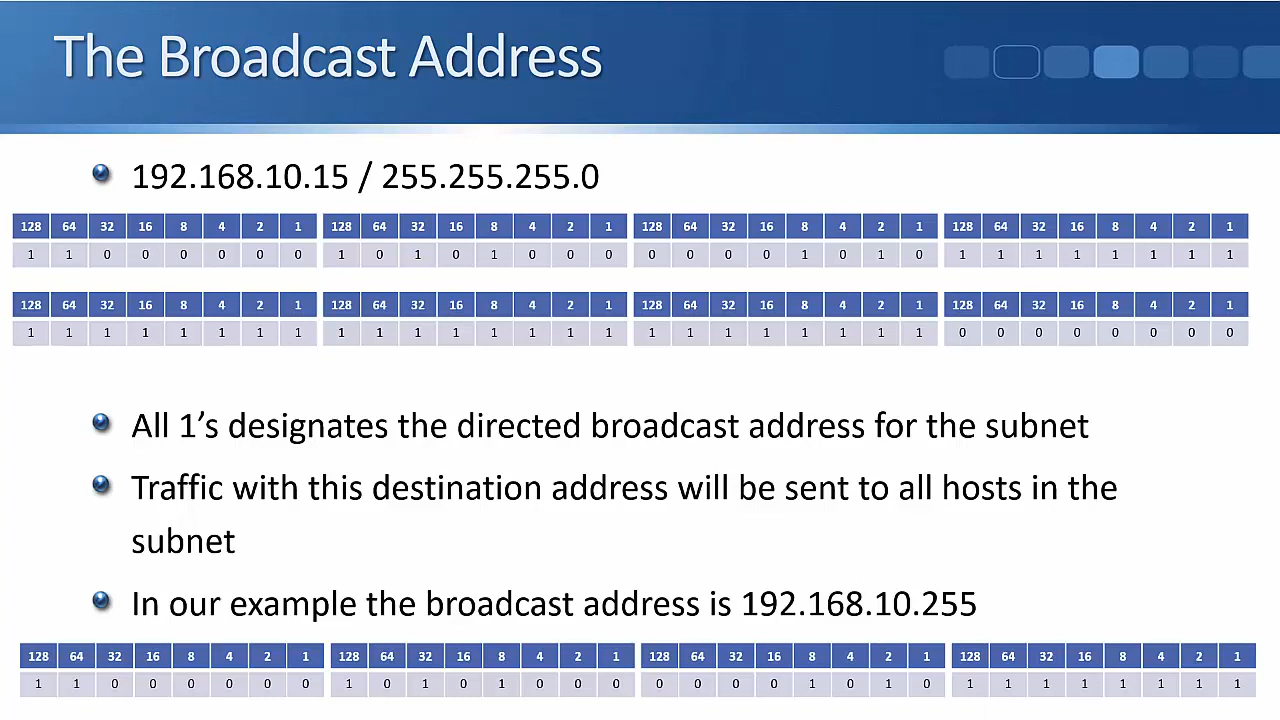 The Broadcast Address
192.168.10.15 / 255.255.255.0
128 64 32 16 8 4 2 1 128 64 32 16 8 4 2 1 128 64 32 16 8 4 2 1 128 64 32 16 8 4 2 1
1 1 0 0 0 0 0 0 1 0 1 0 1 0 0 0 0 0 0 0 1 0 1 0 1 1 1 1 1 1 1 1
128 64 32 16 8 4 2 1 128 64 32 16 8 4 2 1 128 64 32 16 8 4 2 1 128 64 32 16 8 4 2 1
1 1 1 1 1 1 1 1 1 1 1 1 1 1 1 1 1 1 1 1 1 1 1 1 0 0 0 0 0 0 0 0
All 1’s designates the directed broadcast address for the subnet
Traffic with this destination address will be sent to all hosts in the
subnet
In our example the broadcast address is 192.168.10.255
128 64 32 16 8 4 2 1 128 64 32 16 8 4 2 1 128 64 32 16 8 4 2 1 128 64 32 16 8 4 2 1
1 1 0 0 0 0 0 0 1 0 1 0 1 0 0 0 0 0 0 0 1 0 1 0 1 1 1 1 1 1 1 1